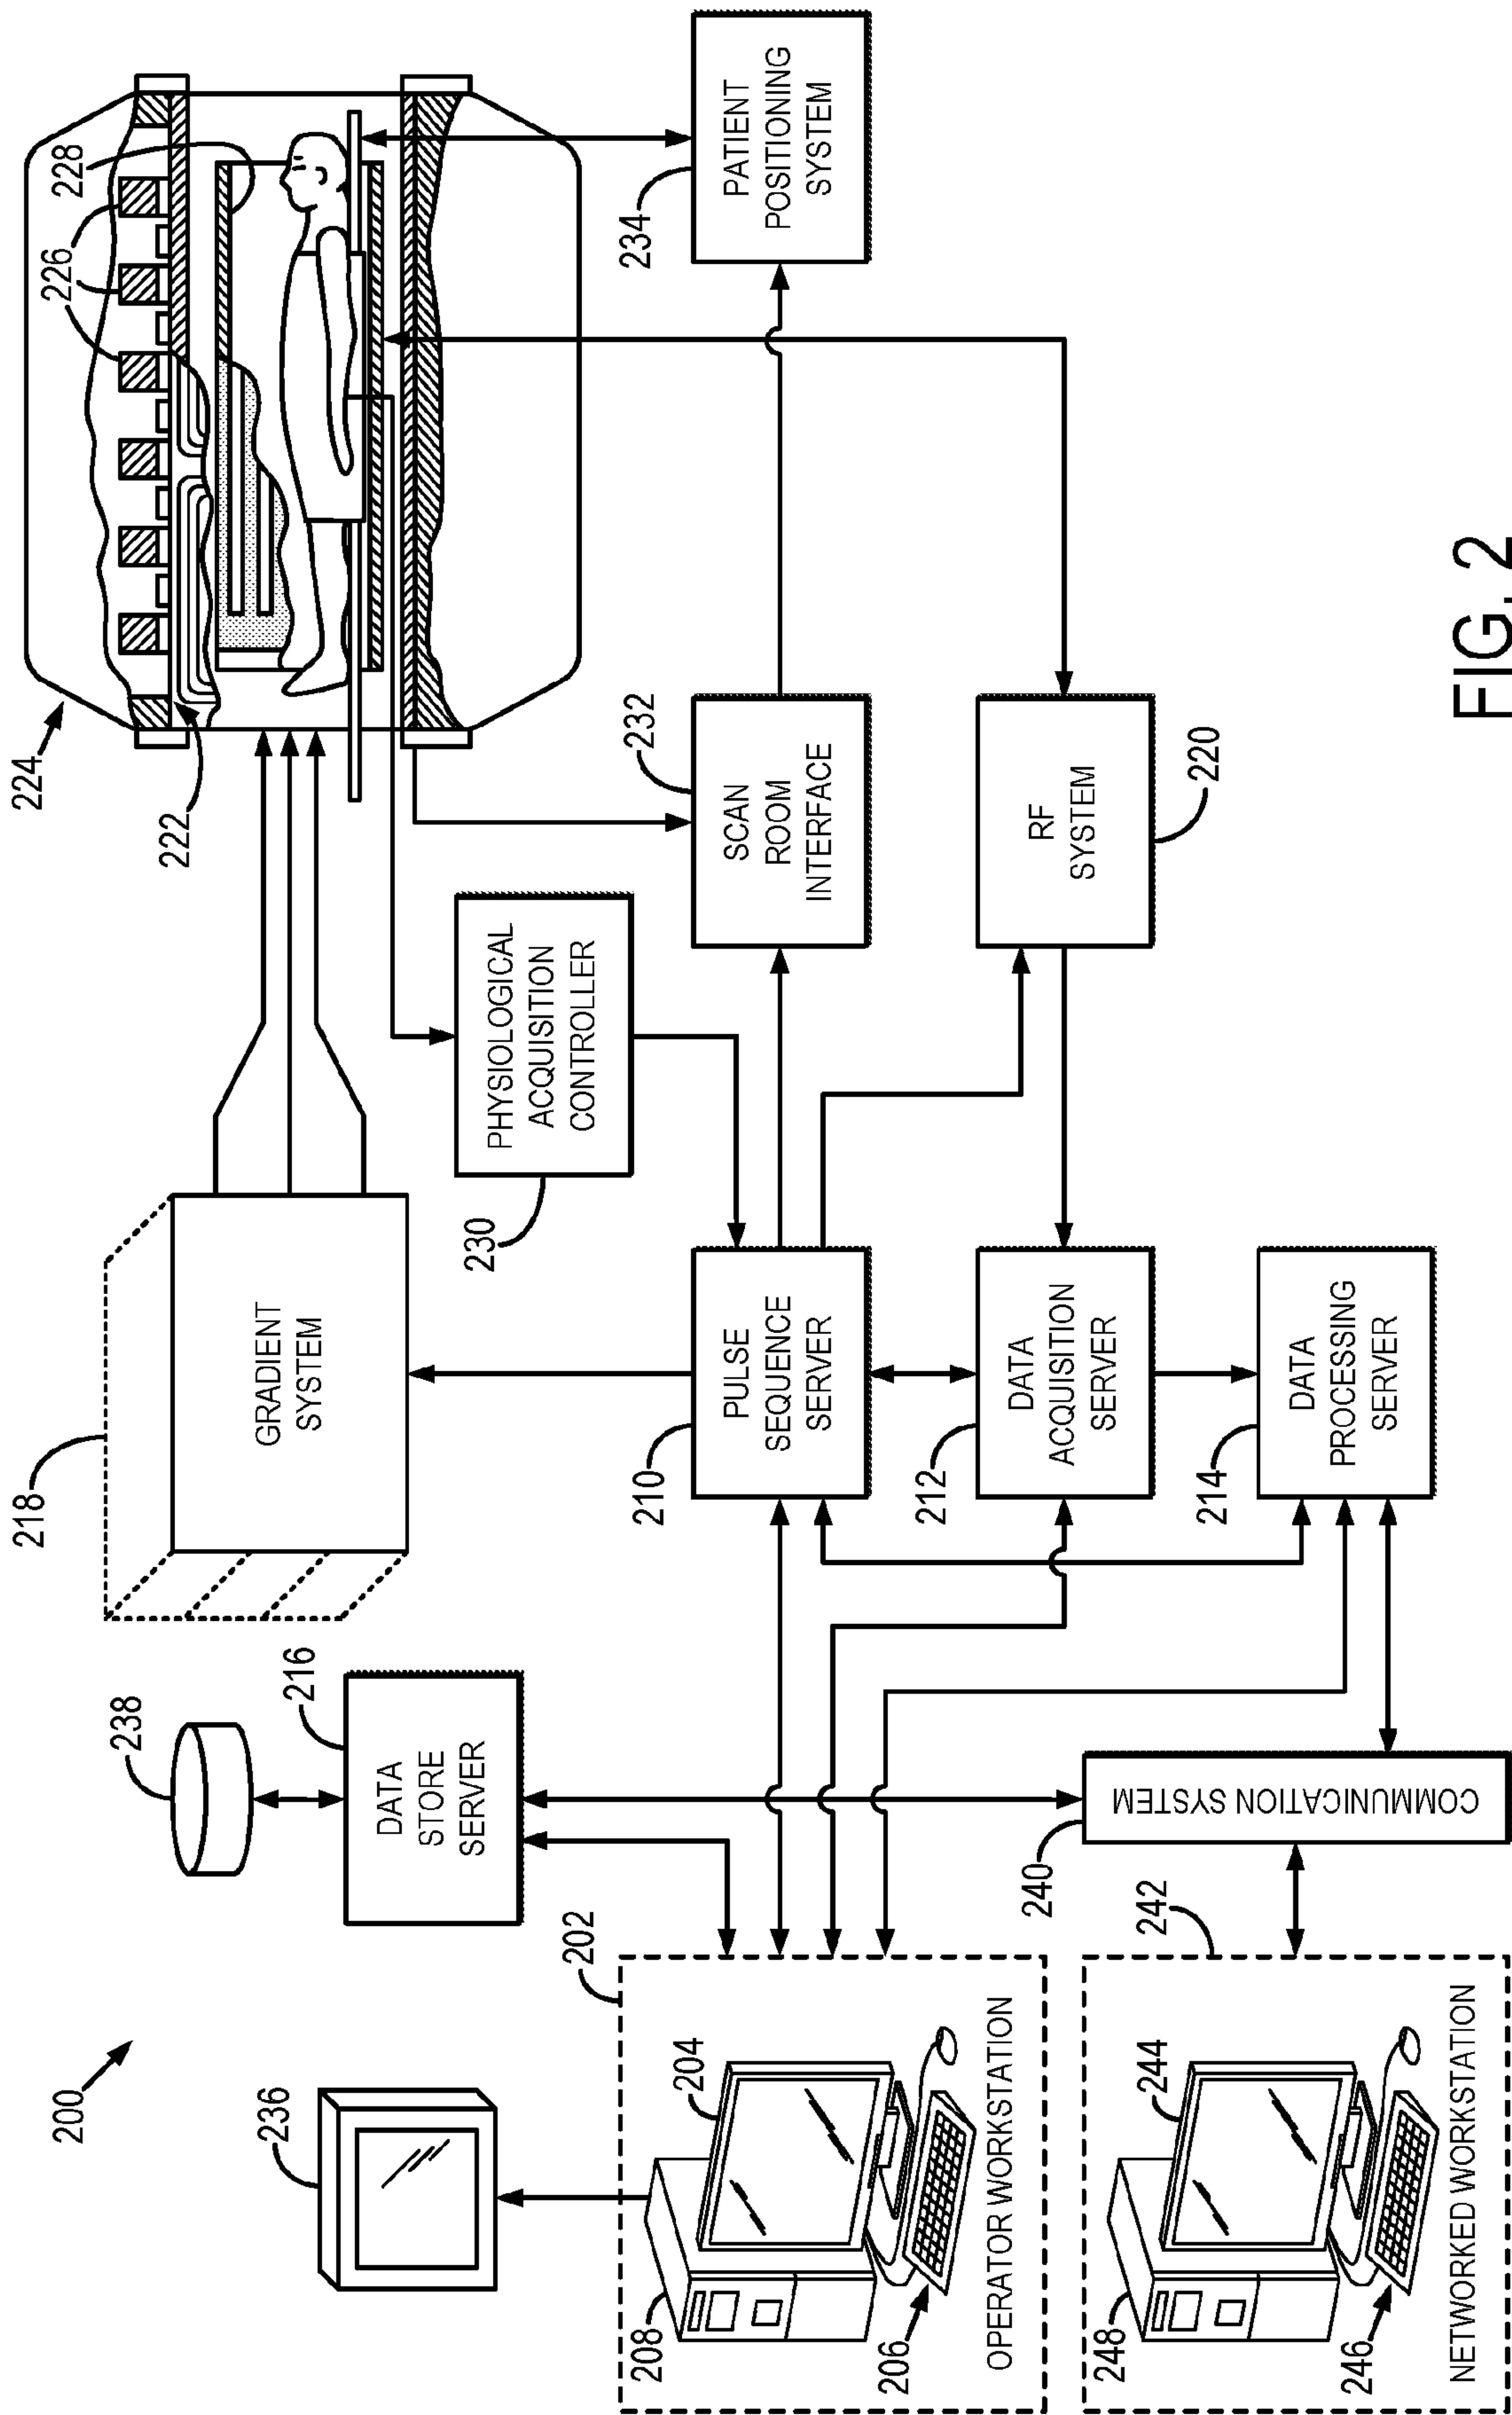 200
236
238
DATA
STORE
SERVER
216
218
GRADIENT
SYSTEM
224
222
226
228
PHYSIOLOGICAL
ACQUISITION
CONTROLLER
230
202
204
208
206
OPERATOR WORKSTATION
210
PULSE
SEQUENCE
SERVER
SCAN
ROOM
INTERFACE
232
234
PATIENT
POSITIONING
SYSTEM
212
DATA
ACQUISITION
SERVER
RF
SYSTEM
220
214
DATA
PROCESSING
SERVER
240
COMMUNICATION SYSTEM
242
244
248
246
NETWORKED WORKSTATION
FIG. 2